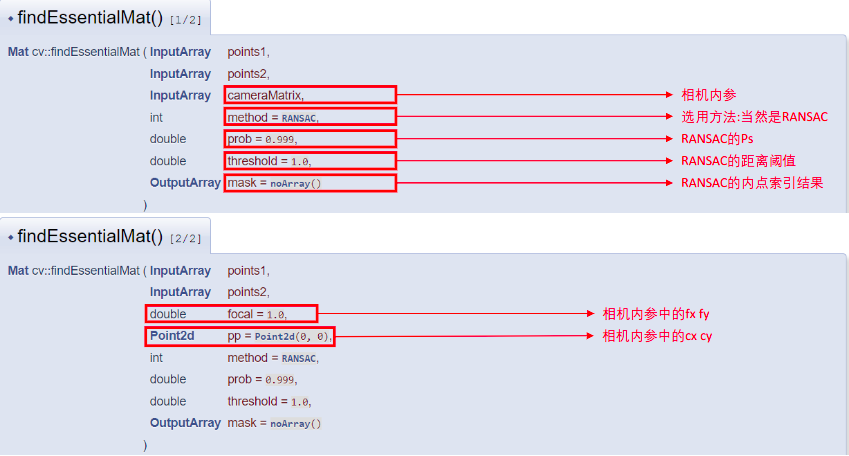 findEssentialMat() [1/2]
Mat cv::findEssentialMat ( InputArray points1,
InputArray points2,
InputArray cameraMatrix, 相机内参
int method = RANSAC, 选用方法:当然是RANSAC
double prob = 0.999, RANSAC的Ps
double threshold = 1.0, RANSAC的距离阈值
OutputArray mask = noArray() RANSAC的内点索引结果
)
findEssentialMat() [2/2]
Mat cv::findEssentialMat ( InputArray points1,
InputArray points2,
double focal = 1.0, 相机内参中的fx fy
Point2d pp = Point2d(0, 0), 相机内参中的cx cy
int method = RANSAC,
double prob = 0.999,
double threshold = 1.0,
OutputArray mask = noArray()
)